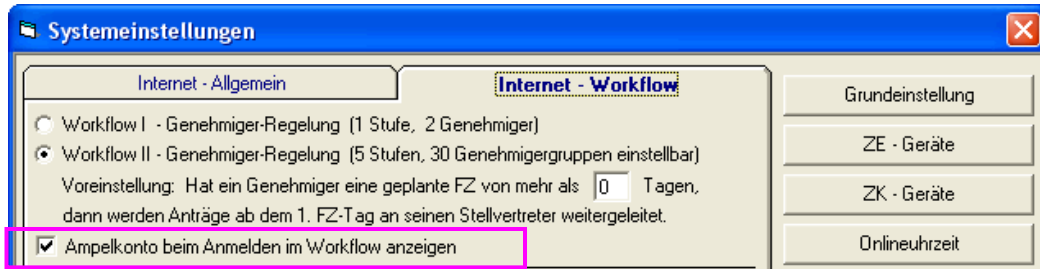 Systemeinstellungen
Internet - Allgemein
Internet - Workflow
Workflow I - Genehmiger-Regelung (1 Stufe, 2 Genehmiger)
Workflow II - Genehmiger-Regelung (5 Stufen, 30 Genehmigergruppen einstellbar)
Voreinstellung: Hat ein Genehmiger eine geplante FZ von mehr als 0 Tagen,
dann werden Anträge ab dem 1. FZ-Tag an seinen Stellvertreter weitergeleitet.
Ampelkonto beim Anmelden im Workflow anzeigen
Grundeinstellung
ZE - Geräte
ZK - Geräte
Onlineuhrzeit